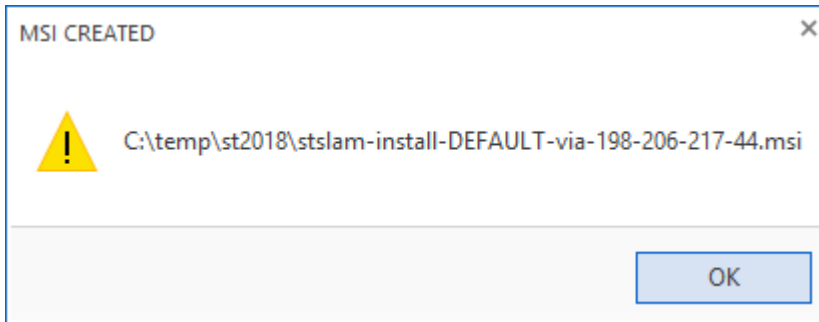 MSI CREATED
C:\temp\st2018\stslam-install-DEFAULT-via-198-206-217-44.msi
OK